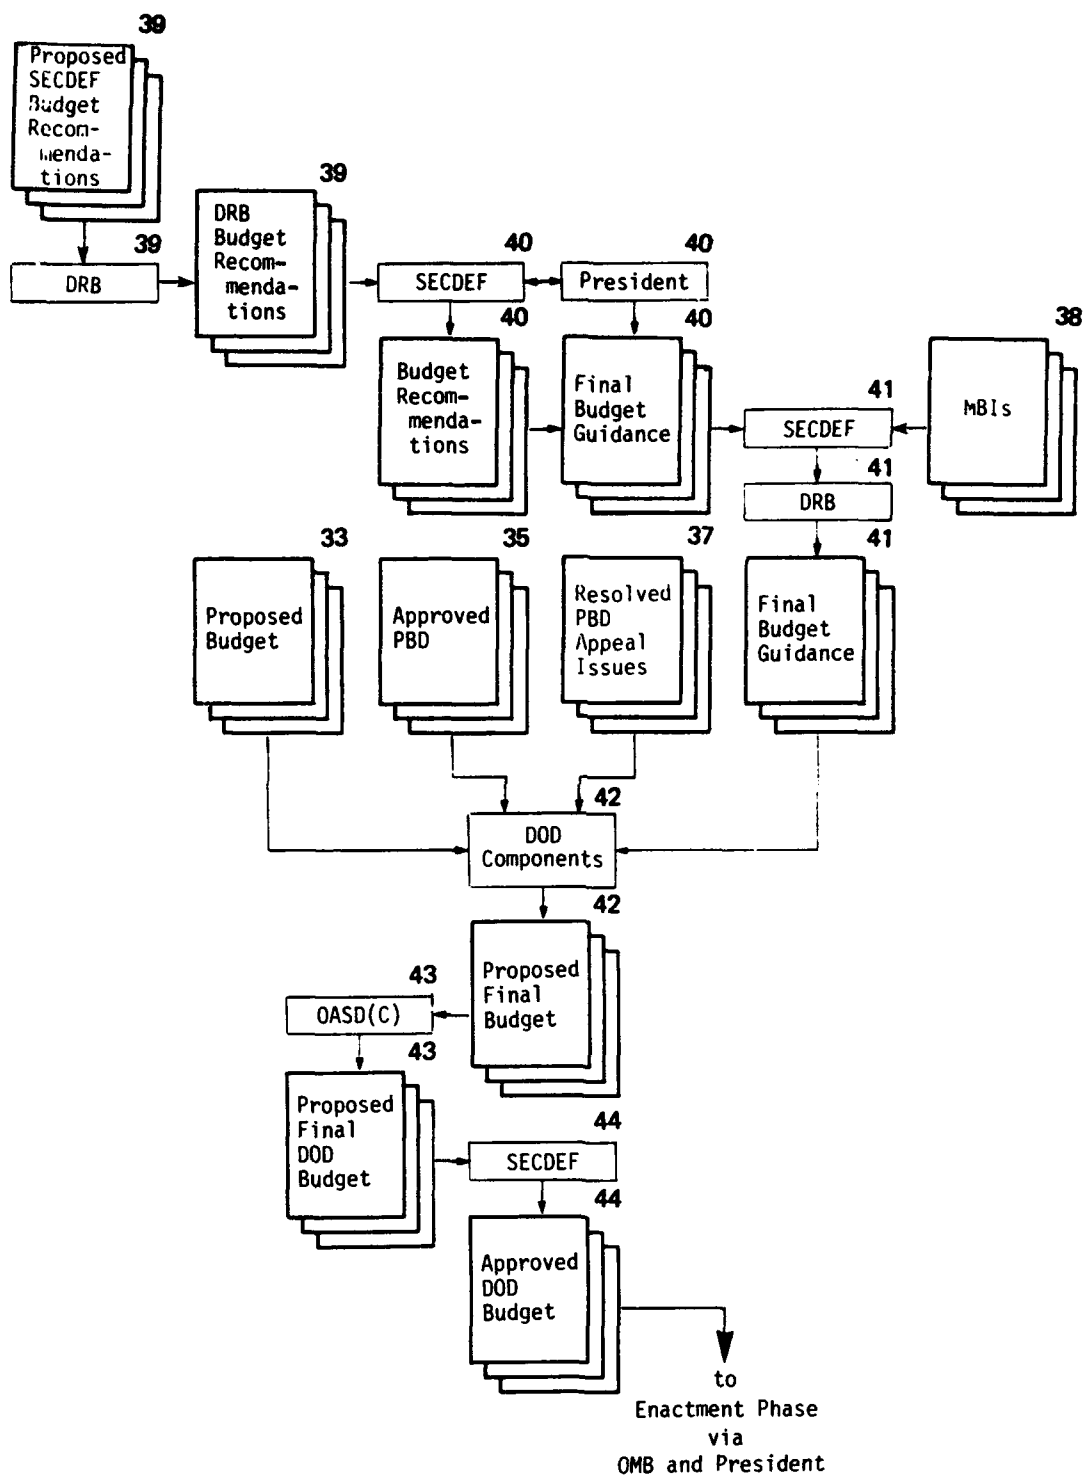 39
Proposed
SECDEF
Budget
Recom-
menda-
tions
39
DRB
39
DRB
Budget
Recom-
menda-
tions
40
SECDEF
40
President
40
Budget
Recom-
menda-
tions
40
Final
Budget
Guidance
38
MBIs
41
SECDEF
41
DRB
41
Final
Budget
Guidance
33
Proposed
Budget
35
Approved
PBD
37
Resolved
PBD
Appeal
Issues
42
DOD
Components
42
Proposed
Final
Budget
43
OASD(C)
43
Proposed
Final
DOD
Budget
44
SECDEF
44
Approved
DOD
Budget
to
Enactment Phase
via
OMB and President